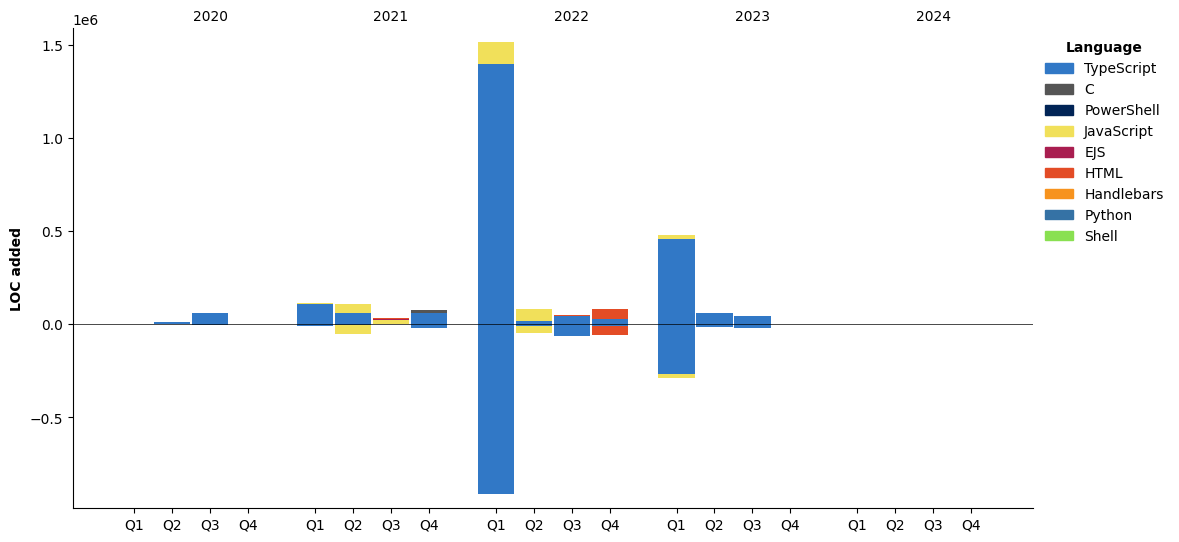 2020 2021 2022 2023 2024
1e6
1.5
1.0
0.5
0.0
−0.5
LOC added
Q1 Q2 Q3 Q4 Q1 Q2 Q3 Q4 Q1 Q2 Q3 Q4 Q1 Q2 Q3 Q4 Q1 Q2 Q3 Q4
Language
TypeScript
C
PowerShell
JavaScript
EJS
HTML
Handlebars
Python
Shell